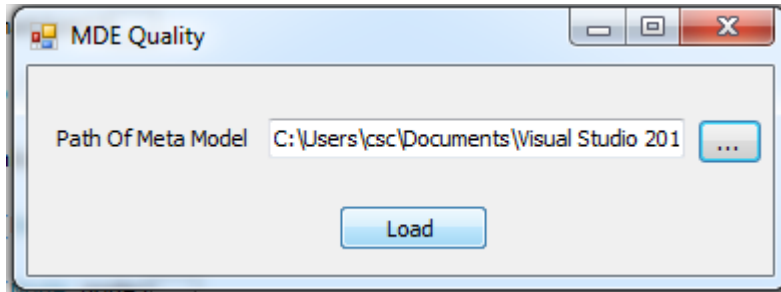 MDE Quality
Path Of Meta Model C:\Users\csc\Documents\Visual Studio 201 ...
Load